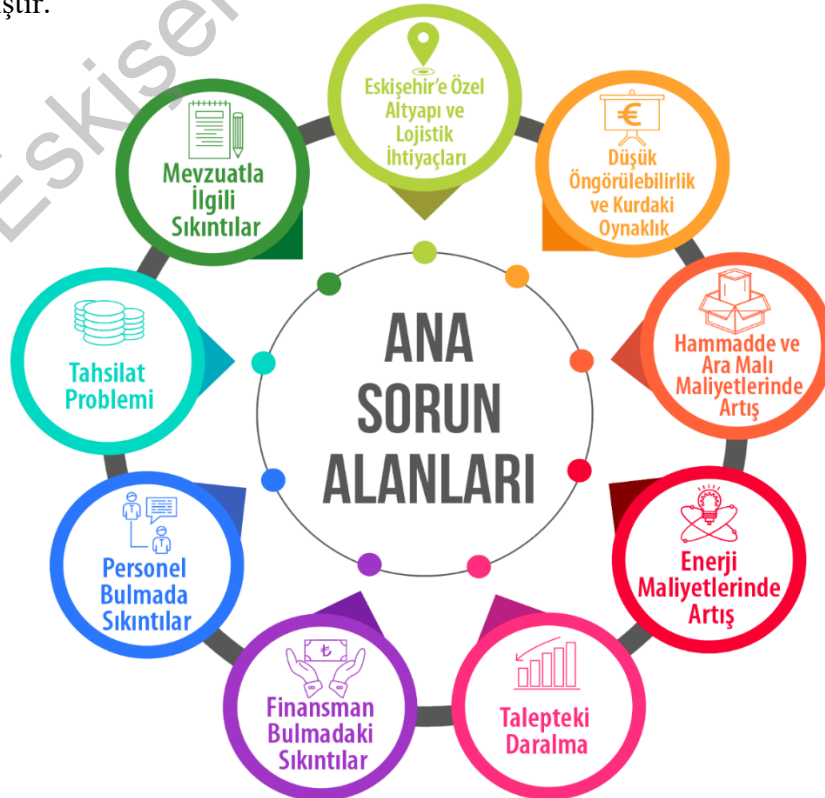 Eskişehir’e Özel
Altyapı ve
Lojistik
İhtiyaçları
€
Düşük
Öngörülebilirlik
ve Kurdaki
Oynaklık
Hammadde ve
Ara Malı
Maliyetlerinde
Artış
Enerji
Maliyetlerinde
Artış
Talepteki
Daralma
₺
Finansman
Bulmadaki
Sıkıntılar
Personel
Bulmada
Sıkıntılar
Tahsilat
Problemi
Mevzuatla
İlgili
Sıkıntılar
ANA
SORUN
ALANLARI